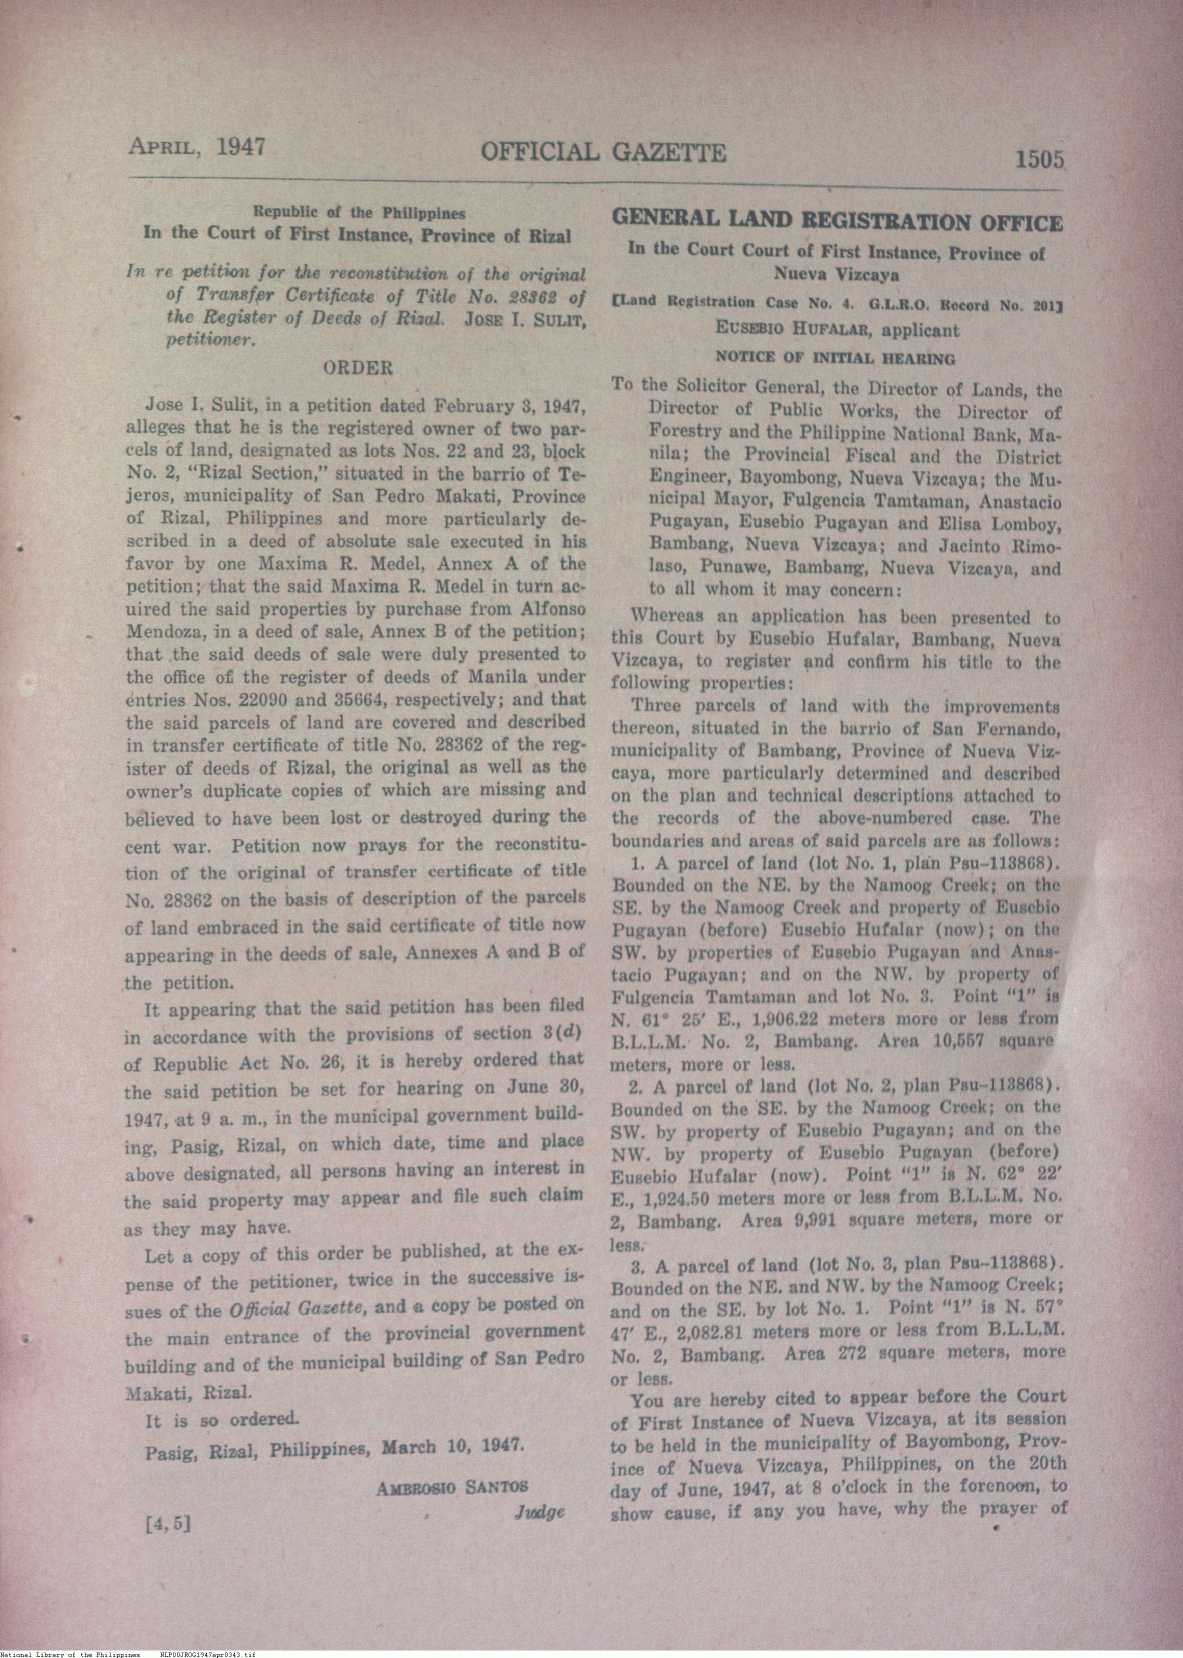 APRIL, 1947
OFFICIAL GAZETTE
1505
Republic of the Philippines
In the Court of First Instance, Province of Rizal
In re petition for the reconstitution of the original
of Transfer Certificate of Title No. 28362 of
the Register of Deeds of Rizal. JOSE I. SULIT,
petitioner.
ORDER
Jose I. Sulit, in a petition dated February 3, 1947,
alleges that he is the registered owner of two par-
cels of land, designated as lots Nos. 22 and 23, block
No. 2, “Rizal Section,” situated in the barrio of Te-
jeros, municipality of San Pedro Makati, Province
of Rizal, Philippines and more particularly de-
scribed in a deed of absolute sale executed in his
favor by one Maxima R. Medel, Annex A of the
petition; that the said Maxima R. Medel in turn ac-
uired the said properties by purchase from Alfonso
Mendoza, in a deed of sale, Annex B of the petition;
that the said deeds of sale were duly presented to
the office of the register of deeds of Manila under
entries Nos. 22090 and 35664, respectively; and that
the said parcels of land are covered and described
in transfer certificate of title No. 28362 of the reg-
ister of deeds of Rizal, the original as well as the
owner's duplicate copies of which are missing and
believed to have been lost or destroyed during the
cent war. Petition now prays for the reconstitu-
tion of the original of transfer certificate of title
No. 28362 on the basis of description of the parcels
of land embraced in the said certificate of title now
appearing in the deeds of sale, Annexes A and B of
the petition.
It appearing that the said petition has been filed
in accordance with the provisions of section 3(d)
of Republic Act No. 26, it is hereby ordered that
the said petition be set for hearing on June 30,
1947, at 9 a. m., in the municipal government build-
ing, Pasig, Rizal, on which date, time and place
above designated, all persons having an interest in
the said property may appear and file such claim
as they may have.
Let a copy of this order be published, at the ex-
pense of the petitioner, twice in the successive is-
sues of the Official Gazette, and a copy be posted on
the main entrance of the provincial government
building and of the municipal building of San Pedro
Makati, Rizal.
It is so ordered.
Pasig, Rizal, Philippines, March 10, 1947.
AMBROSIO SANTOS
Judge
[4, 5]
GENERAL LAND REGISTRATION OFFICE
In the Court Court of First Instance, Province of
Nueva Vizcaya
[Land Registration Case No. 4. G.L.R.O. Record No. 201]
EUSEBIO HUFALAR, applicant
NOTICE OF INITIAL HEARING
To the Solicitor General, the Director of Lands, the
Director of Public Works, the Director of
Forestry and the Philippine National Bank, Ma-
nila; the Provincial Fiscal and the District
Engineer, Bayombong, Nueva Vizcaya; the Mu-
nicipal Mayor, Fulgencia Tamtaman, Anastacio
Pugayan, Eusebio Pugayan and Elisa Lomboy,
Bambang, Nueva Vizcaya; and Jacinto Rimo-
laso, Punawe, Bambang, Nueva Vizcaya, and
to all whom it may concern:
Whereas an application has been presented to
this Court by Eusebio Hufalar, Bambang, Nueva
Vizcaya, to register and confirm his title to the
following properties:
Three parcels of land with the improvements
thereon, situated in the barrio of San Fernando,
municipality of Bambang, Province of Nueva Viz-
caya, more particularly determined and described
on the plan and technical descriptions attached to
the records of the above-numbered case. The
boundaries and areas of said parcels are as follows:
1. A parcel of land (lot No. 1, plan Psu-113868).
Bounded on the NE. by the Namoog Creek; on the
SE. by the Namoog Creek and property of Eusebio
Pugayan (before) Eusebio Hufalar (now); on the
SW. by properties of Eusebio Pugayan and Anas-
tacio Pugayan; and on the NW. by property of
Fulgencia Tamtaman and lot No. 3. Point “1” is
N. 61° 25′ E., 1,906.22 meters more or less from
B.L.L.M. No. 2, Bambang. Area 10,557 square
meters, more or less.
2. A parcel of land (lot No. 2, plan Psu-113868).
Bounded on the SE. by the Namoog Creek; on the
SW. by property of Eusebio Pugayan; and on the
NW. by property of Eusebio Pugayan (before)
Eusebio Hufalar (now). Point “1” is N. 62° 22′
E., 1,924.50 meters more or less from B.L.L.M. No.
2, Bambang. Area 9,991 square meters, more or
less.
3. A parcel of land (lot No. 3, plan Psu-113868).
Bounded on the NE. and NW. by the Namoog Creek;
and on the SE. by lot No. 1. Point “1” is N. 57°
47′ E., 2,082.81 meters more or less from B.L.L.M.
No. 2, Bambang. Area 272 square meters, more
or less.
You are hereby cited to appear before the Court
of First Instance of Nueva Vizcaya, at its session
to be held in the municipality of Bayombong, Prov-
ince of Nueva Vizcaya, Philippines, on the 20th
day of June, 1947, at 8 o'clock in the forenoon, to
show cause, if any you have, why the prayer of
National Library of the Philippines NLP00JROG1947apr0343.tif